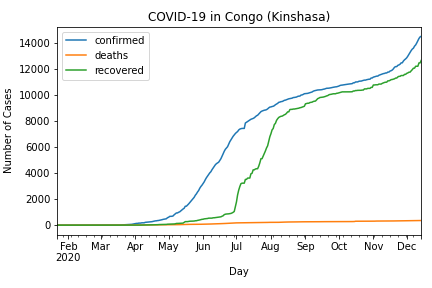 COVID-19 in Congo (Kinshasa)
confirmed
deaths
recovered
Number of Cases
14000
12000
10000
8000
6000
4000
2000
0
Feb Mar Apr May Jun Jul Aug Sep Oct Nov Dec
2020
Day